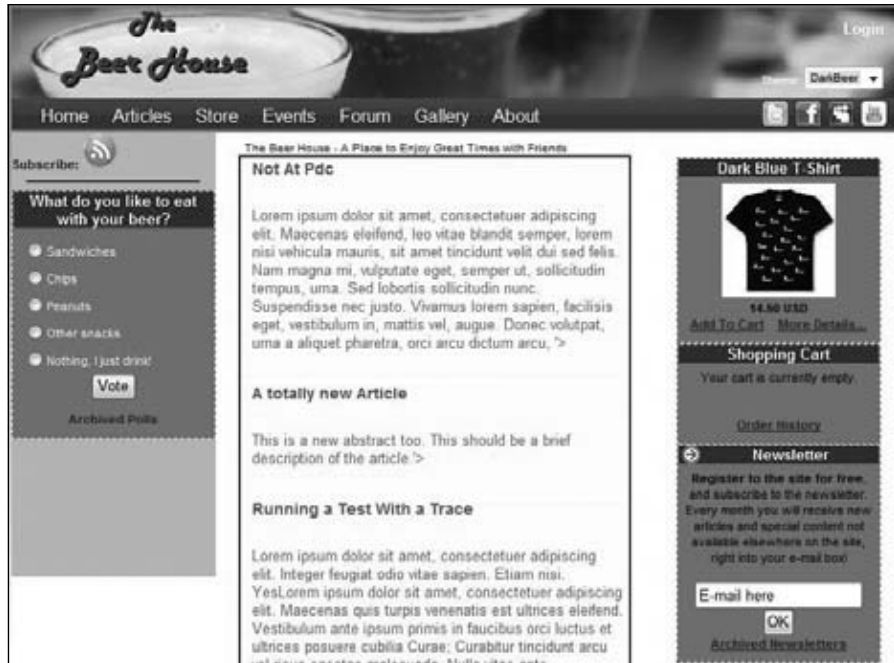 The
Beer House
Login
Theme: DarkBeer
Home Articles Store Events Forum Gallery About
Subscribe:
What do you like to eat
with your beer?
Sandwiches
Chips
Peanuts
Other snacks
Nothing, I just drink!
Vote
Archived Polls
The Beer House - A Place to Enjoy Great Times with Friends
Not At Pdc
Lorem ipsum dolor sit amet, consectetuer adipiscing
elit. Maecenas eleifend, leo vitae blandit semper, lorem
nisi vehicula mauris, sit amet tincidunt velit dui sed felis.
Nam magna mi, vulputate eget, semper ut, sollicitudin
tempus, urna. Sed lobortis sollicitudin nunc.
Suspendisse nec justo. Vivamus lorem sapien, facilisis
eget, vestibulum in, mattis vel, augue. Donec volutpat,
urna a aliquet pharetra, orci arcu dictum arcu, '>
A totally new Article
This is a new abstract too. This should be a brief
description of the article '>
Running a Test With a Trace
Lorem ipsum dolor sit amet, consectetuer adipiscing
elit. Integer feugiat odio vitae sapien. Etiam nisi.
YesLorem ipsum dolor sit amet, consectetuer adipiscing
elit. Maecenas quis turpis venenatis est ultrices eleifend.
Vestibulum ante ipsum primis in faucibus orci luctus et
ultrices posuere cubilia Curae; Curabitur tincidunt arcu
Dark Blue T-Shirt
14.50 USD
Add To Cart More Details...
Shopping Cart
Your cart is currently empty.
Order History
Newsletter
Register to the site for free,
and subscribe to the newsletter.
Every month you will receive new
articles and special content not
available elsewhere on the site,
right into your e-mail box!
E-mail here
OK
Archived Newsletters